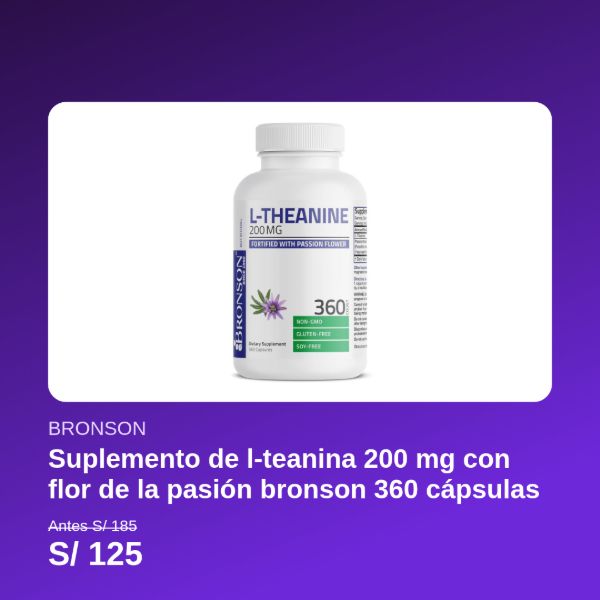 L-THEANINE
200 MG
FORTIFIED WITH PASSION FLOWER
BRONSON
360
NON-GMO
GLUTEN-FREE
SOY-FREE
Dietary Supplement
BRONSON
Suplemento de l-teanina 200 mg con
flor de la pasión bronson 360 cápsulas
Antes S/ 185
S/ 125